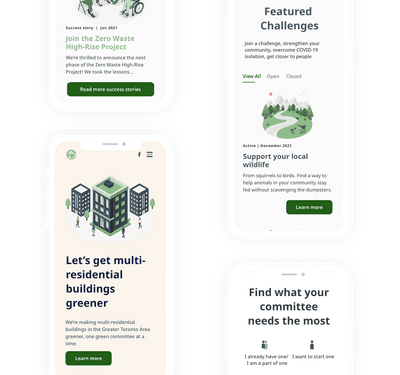 Success story | Jan 2021
Join the Zero Waste
High-Rise Project
We're thrilled to announce the next
phase of the Zero Waste High-Rise
Project! We took the lessons...
Read more success stories
Let's get multi-
residential
buildings
greener
We're making multi-residential
buildings in the Greater Toronto Area
greener, one green committee at a
time.
Learn more
Featured
Challenges
Join a challenge, strengthen your
community, overcome COVID-19
isolation, get closer to people
View All Open Closed
Active | December 2021
Support your local
wildlife
From squirrels to birds. Find a way to
help animals in your community stay
fed without scavenging the dumpsters.
Learn more
Find what your
committee
needs the most
I already have one/
I am a part of one
I want to start one